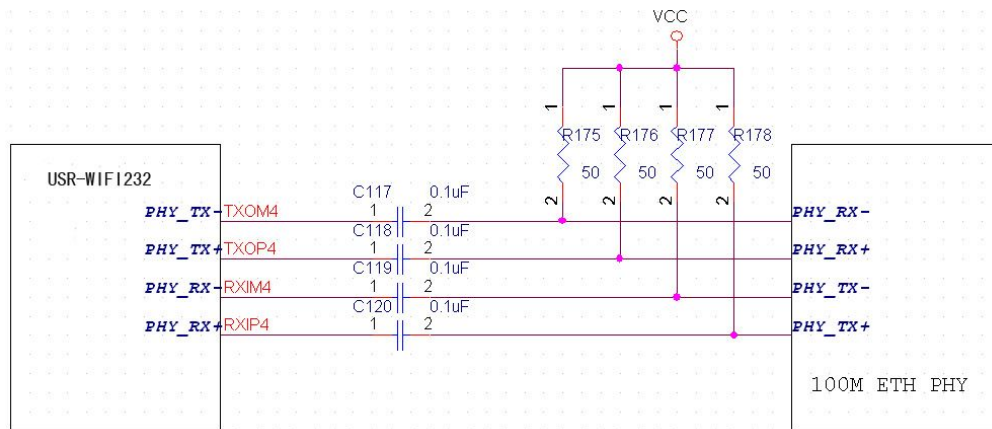 VCC
1 1 1 1
R175 R176 R177 R178
50 50 50 50
2 2 2 2
USR-WIFI232
C117 0.1uF
PHY_TX- TXOM4 1 2 PHY_RX-
C118 0.1uF
PHY_TX+ TXOP4 1 2 PHY_RX+
C119 0.1uF
PHY_RX- RXIM4 1 2 PHY_TX-
C120 0.1uF
PHY_RX+ RXIP4 1 2 PHY_TX+
100M ETH PHY